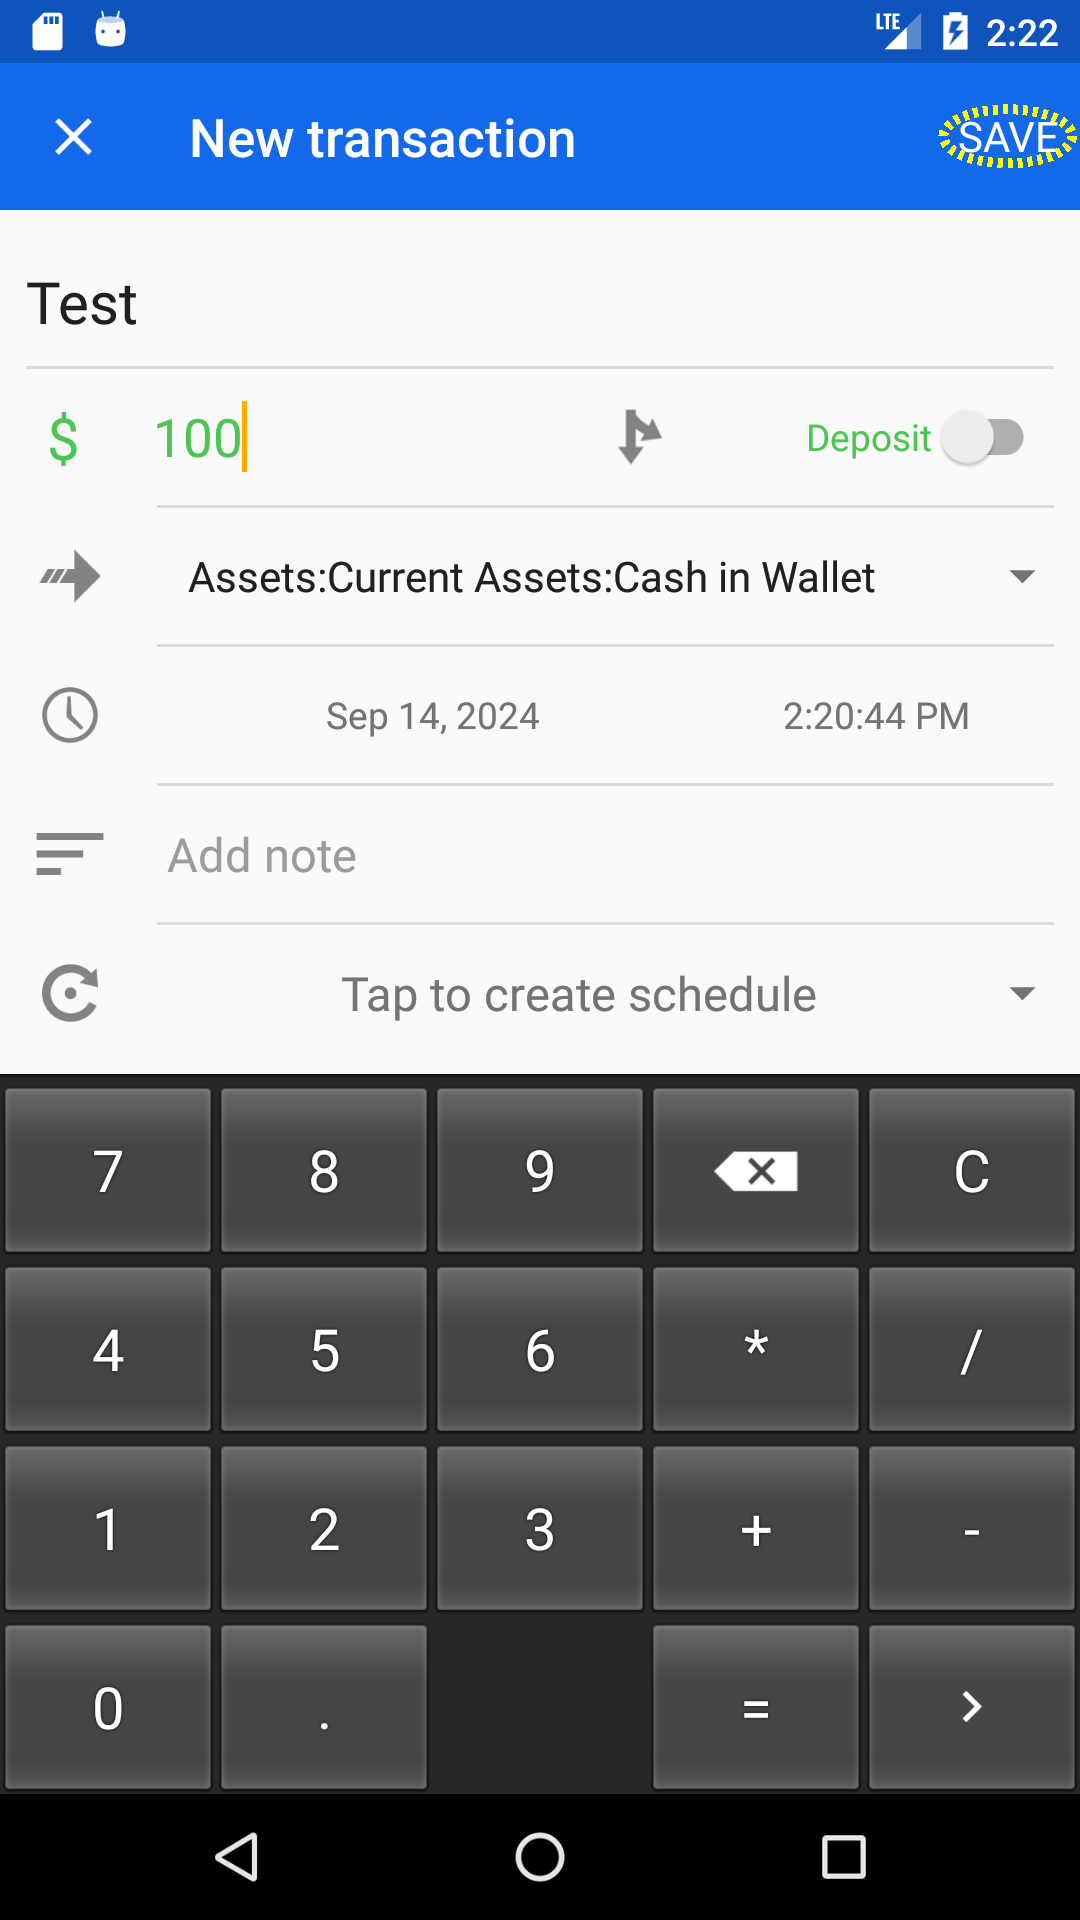 LTE 2:22
New transaction SAVE
Test
$ 100 Deposit
Assets:Current Assets:Cash in Wallet
Sep 14, 2024 2:20:44 PM
Add note
Tap to create schedule
7 8 9 C
4 5 6 * /
1 2 3 + -
0 . = >